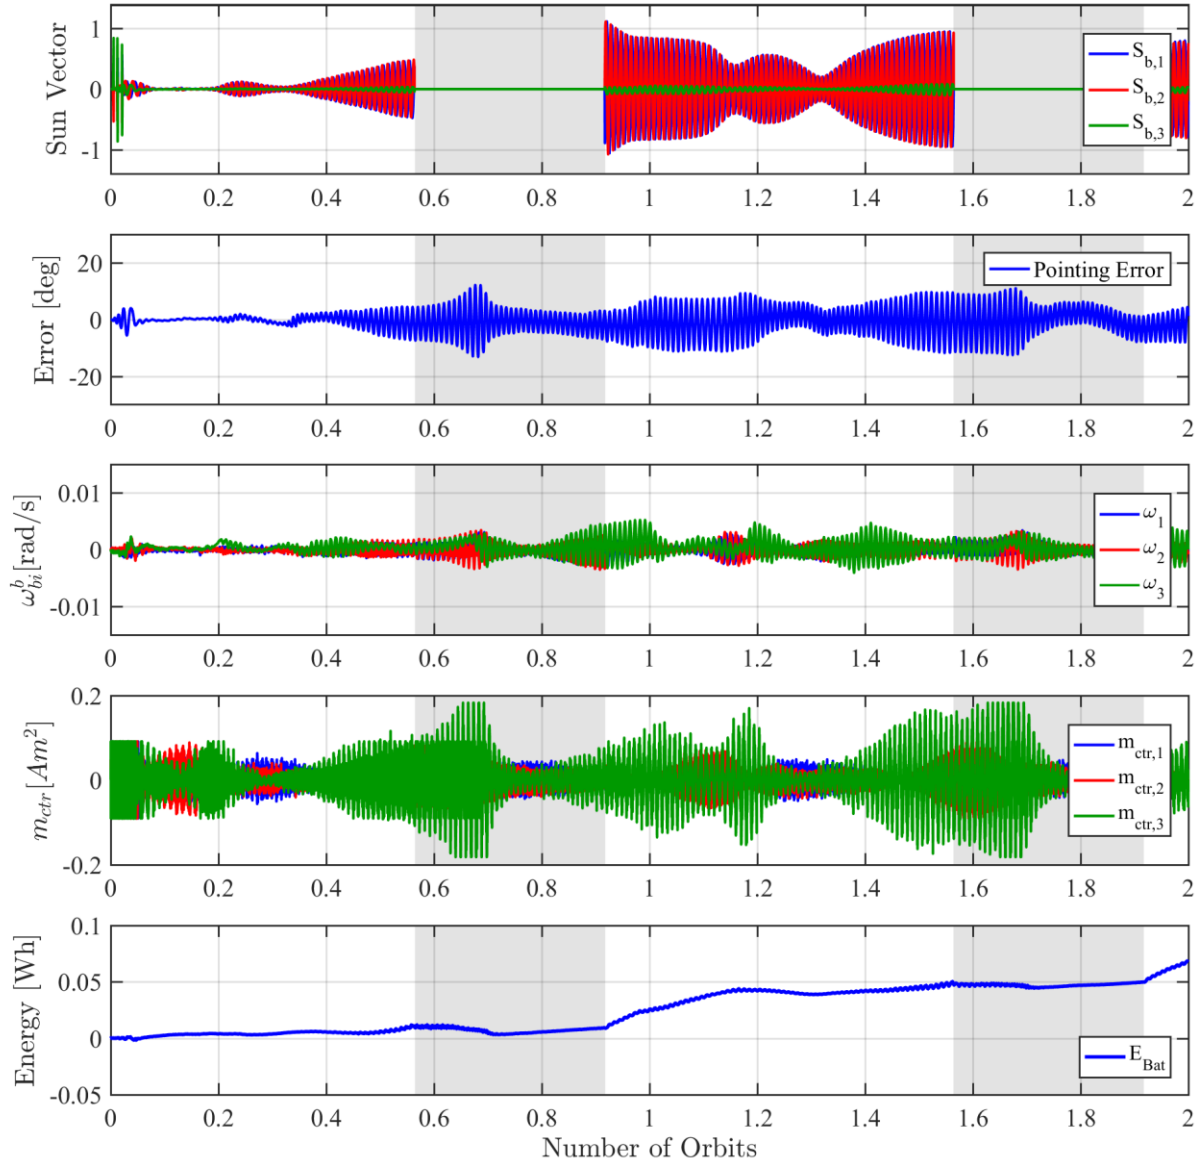 Sun Vector
1
0
-1
S_b,1
S_b,2
S_b,3
0 0.2 0.4 0.6 0.8 1 1.2 1.4 1.6 1.8 2
Error [deg]
20
0
-20
Pointing Error
0 0.2 0.4 0.6 0.8 1 1.2 1.4 1.6 1.8 2
ω^b_bi[rad/s]
0.01
0
-0.01
ω_1
ω_2
ω_3
0 0.2 0.4 0.6 0.8 1 1.2 1.4 1.6 1.8 2
m_ctr[Am^2]
0.2
0
-0.2
m_ctr,1
m_ctr,2
m_ctr,3
0 0.2 0.4 0.6 0.8 1 1.2 1.4 1.6 1.8 2
Energy [Wh]
0.1
0.05
0
-0.05
E_Bat
0 0.2 0.4 0.6 0.8 1 1.2 1.4 1.6 1.8 2
Number of Orbits